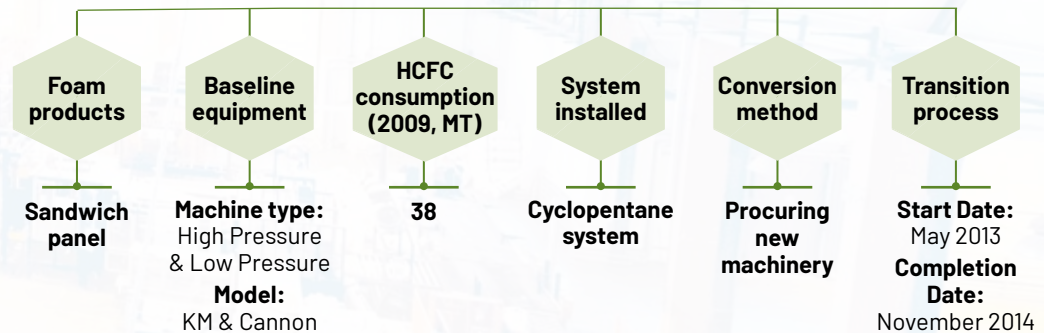 Foam
products
Baseline
equipment
HCFC
consumption
(2009, MT)
System
installed
Conversion
method
Transition
process
Sandwich
panel
Machine type:
High Pressure
& Low Pressure
Model:
KM & Cannon
38
Cyclopentane
system
Procuring
new
machinery
Start Date:
May 2013
Completion
Date:
November 2014